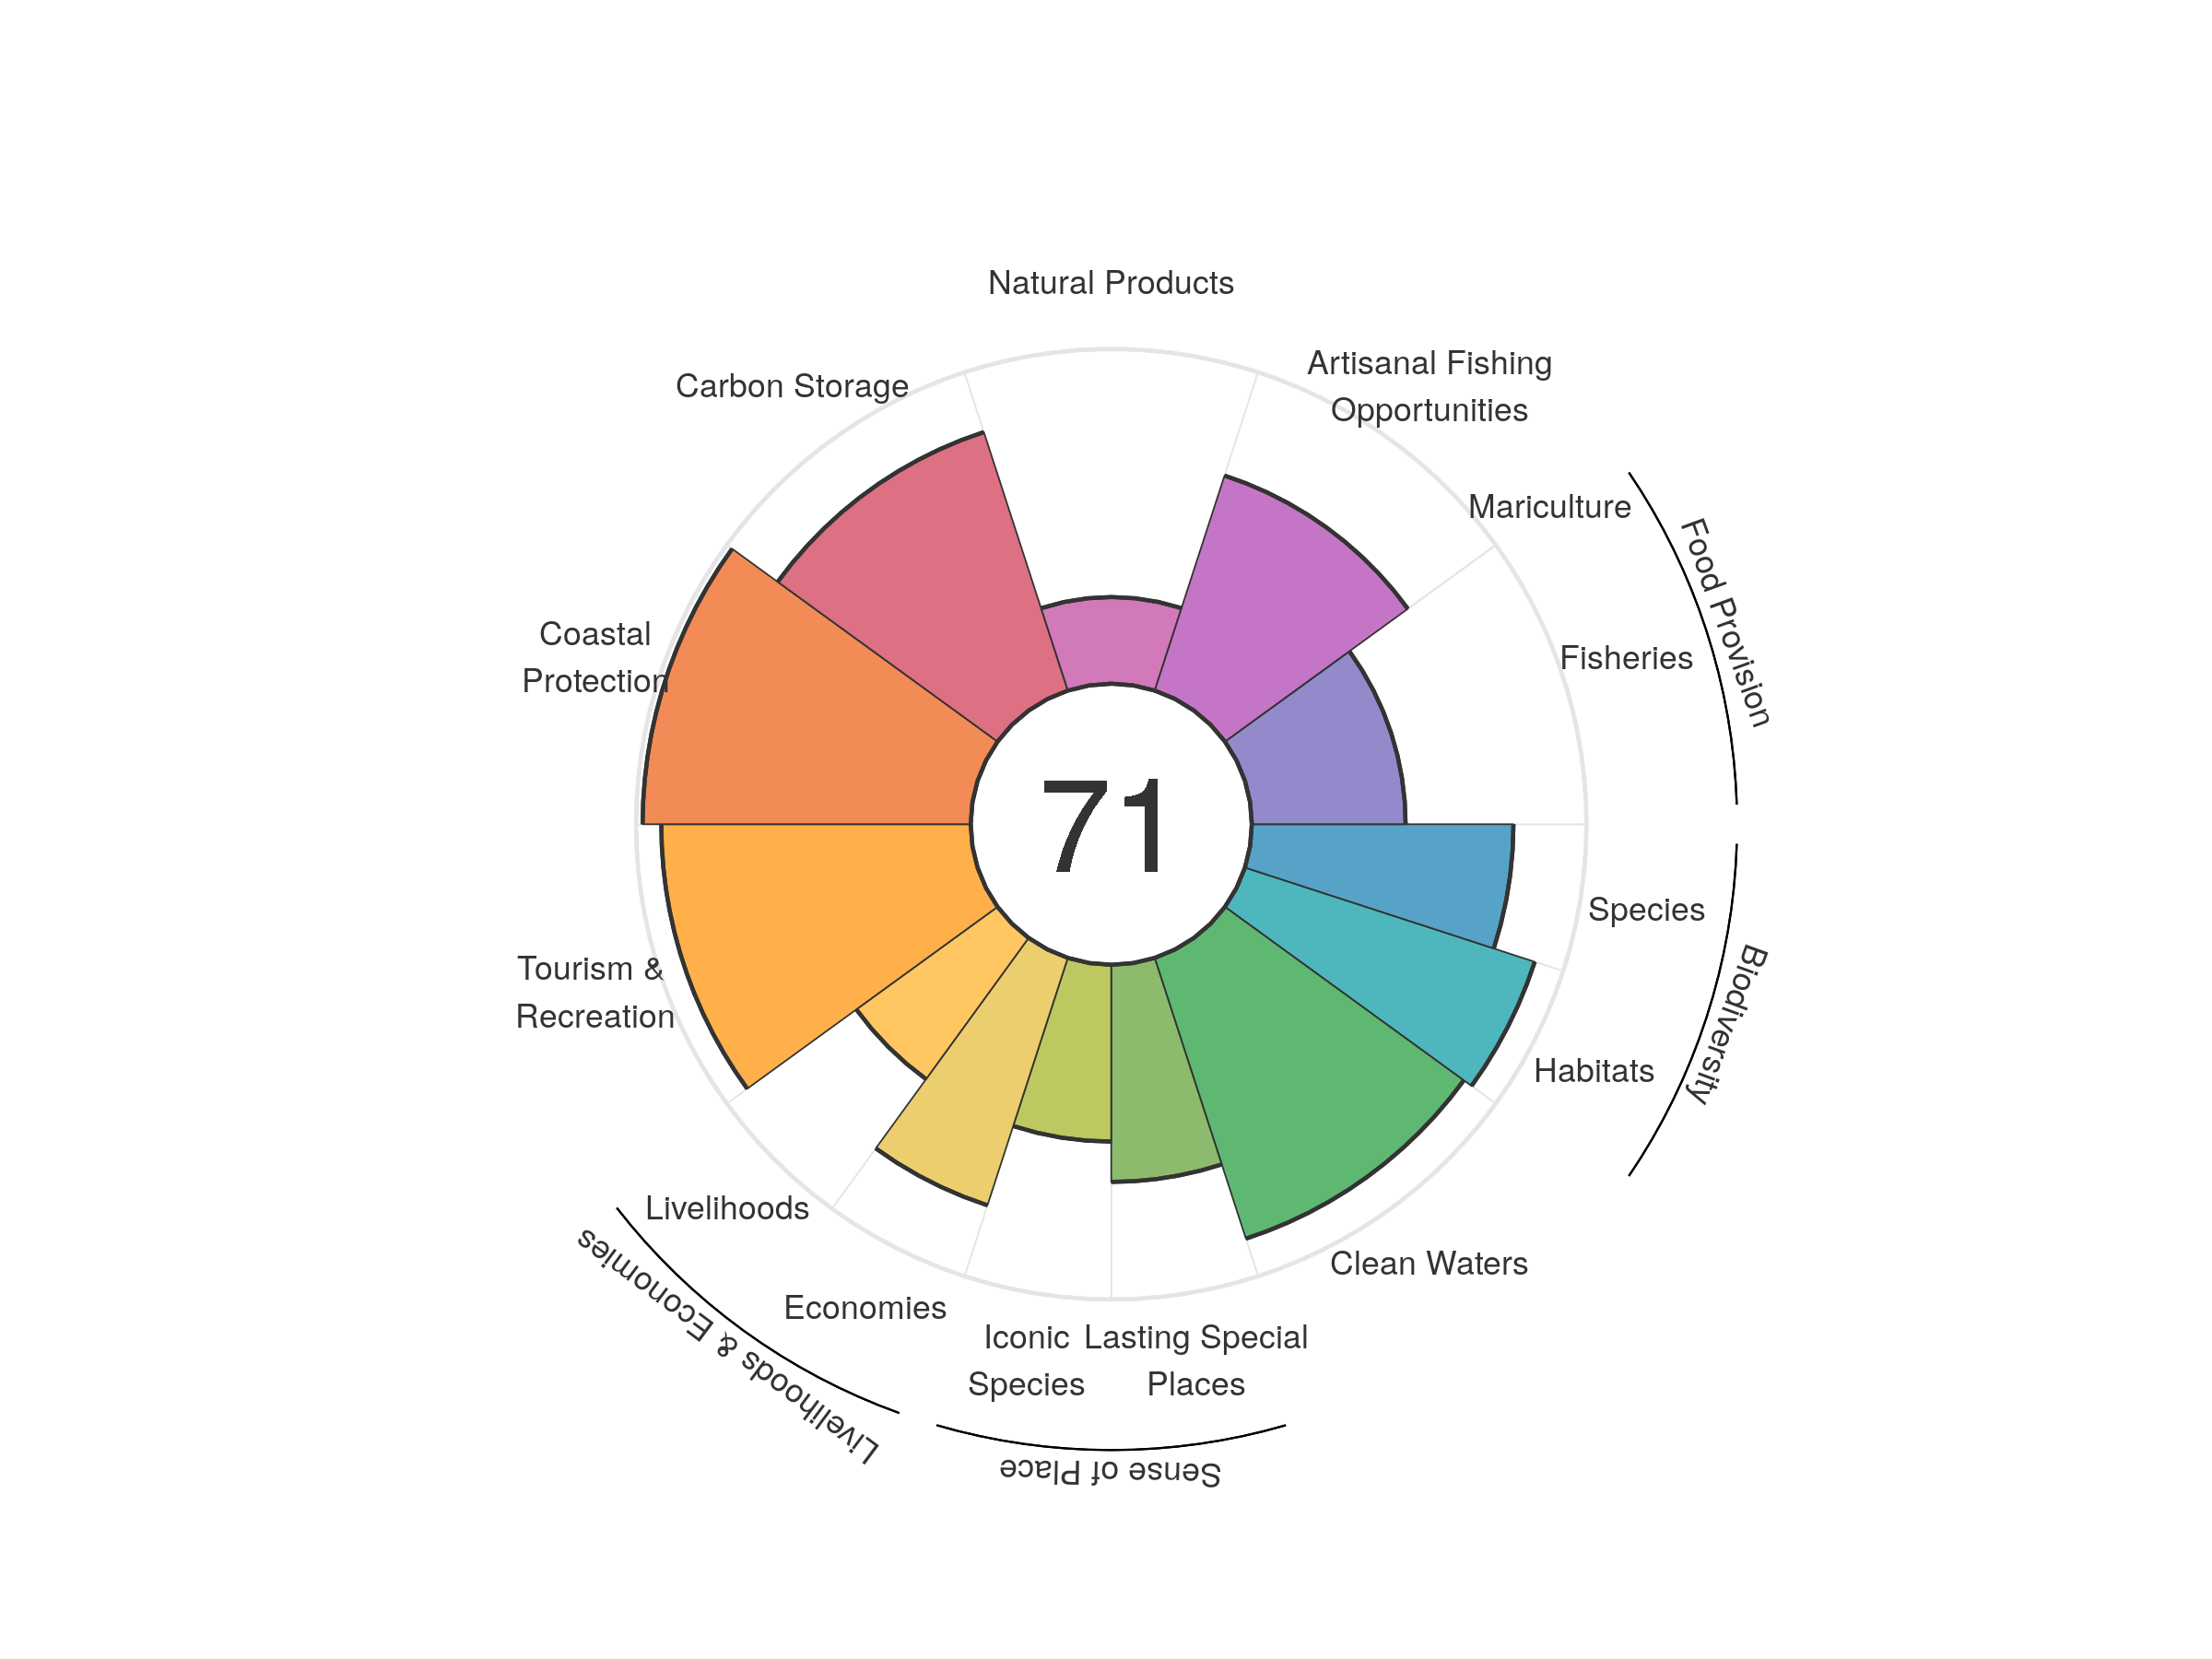 Natural Products
Artisanal Fishing
Opportunities
Carbon Storage
Mariculture
Food Provision
Fisheries
Coastal
Protection
71
Species
Biodiversity
Habitats
Tourism &
Recreation
Livelihoods
Clean Waters
Economies
Livelihoods & Economies
Iconic
Species
Lasting Special
Places
Sense of Place